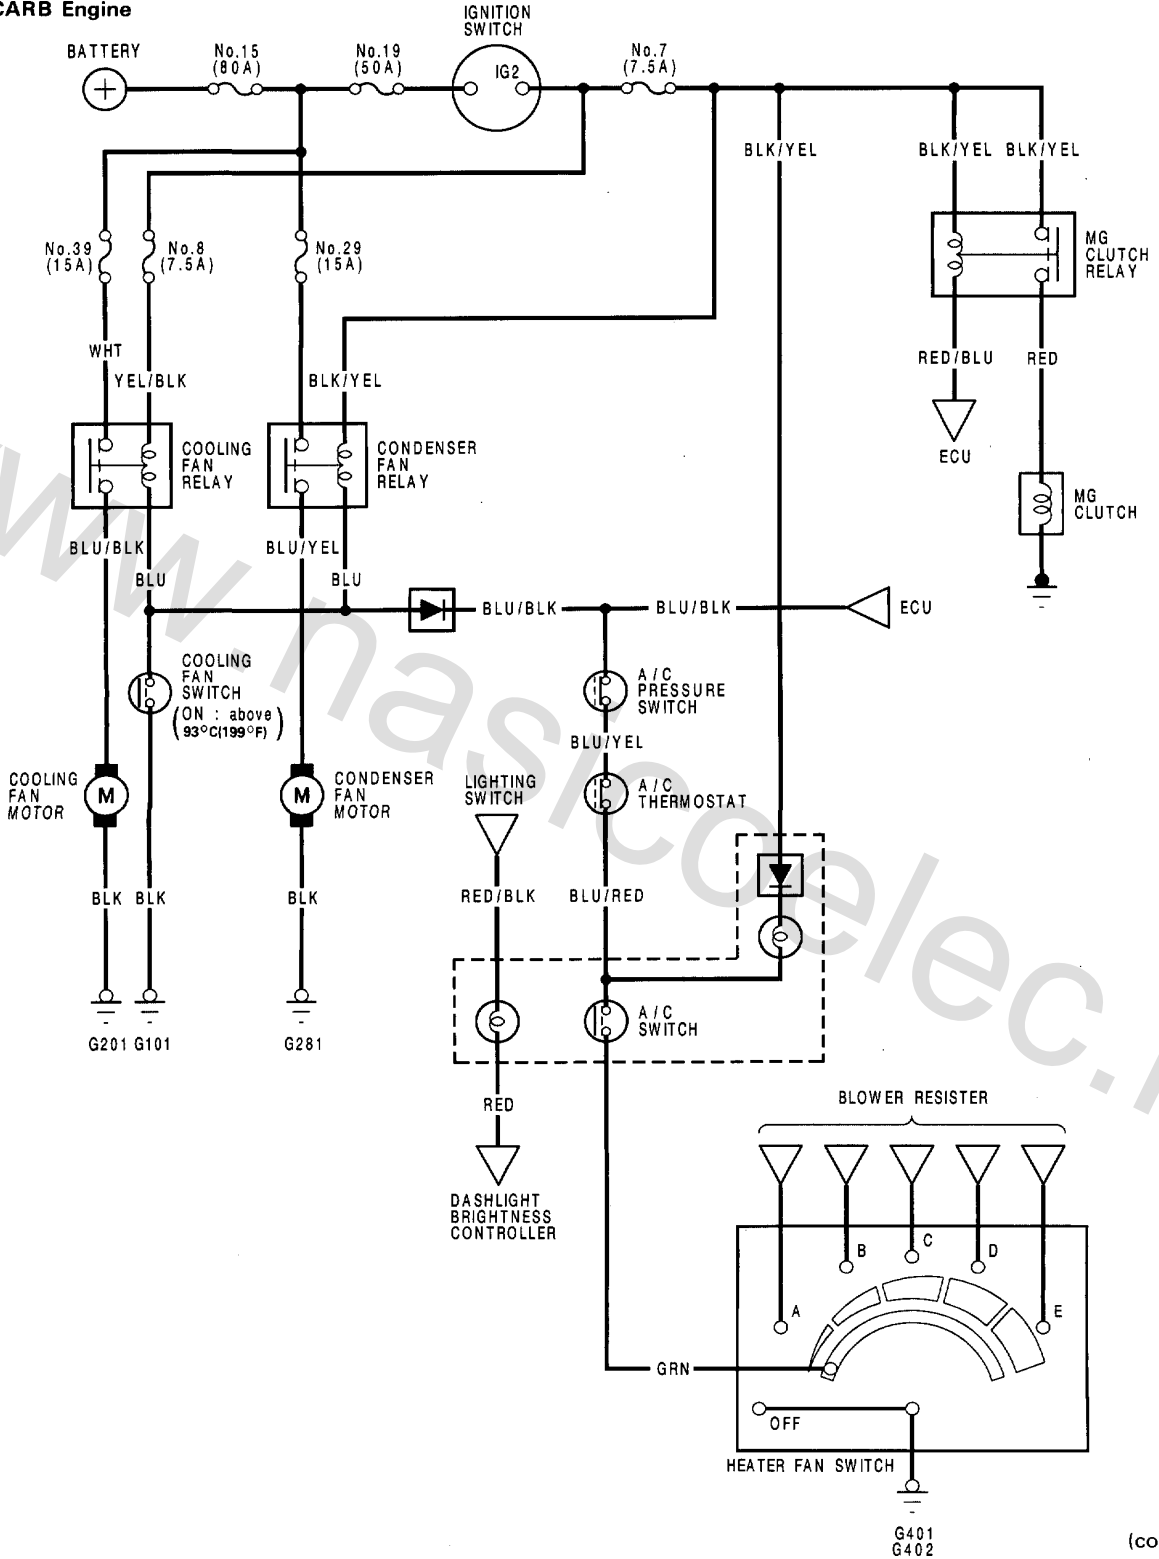 CARB Engine
IGNITION
SWITCH
BATTERY
No.15
(80A)
No.19
(50A)
IG2
No.7
(7.5A)
BLK/YEL
BLK/YEL
BLK/YEL
No.39
(15A)
No.8
(7.5A)
No.29
(15A)
MG
CLUTCH
RELAY
WHT
YEL/BLK
BLK/YEL
RED/BLU
RED
COOLING
FAN
RELAY
CONDENSER
FAN
RELAY
ECU
MG
CLUTCH
BLU/BLK
BLU/YEL
BLU
BLU
BLU/BLK
BLU/BLK
ECU
COOLING
FAN
SWITCH
(ON : above
93°C(199°F))
A/C
PRESSURE
SWITCH
BLU/YEL
COOLING
FAN
MOTOR
M
M
CONDENSER
FAN
MOTOR
LIGHTING
SWITCH
A/C
THERMOSTAT
BLK
BLK
BLK
RED/BLK
BLU/RED
A/C
SWITCH
G201
G101
G281
RED
BLOWER RESISTER
DASHLIGHT
BRIGHTNESS
CONTROLLER
A
B
C
D
E
GRN
OFF
HEATER FAN SWITCH
G401
G402
(co
www.nasicoelec.